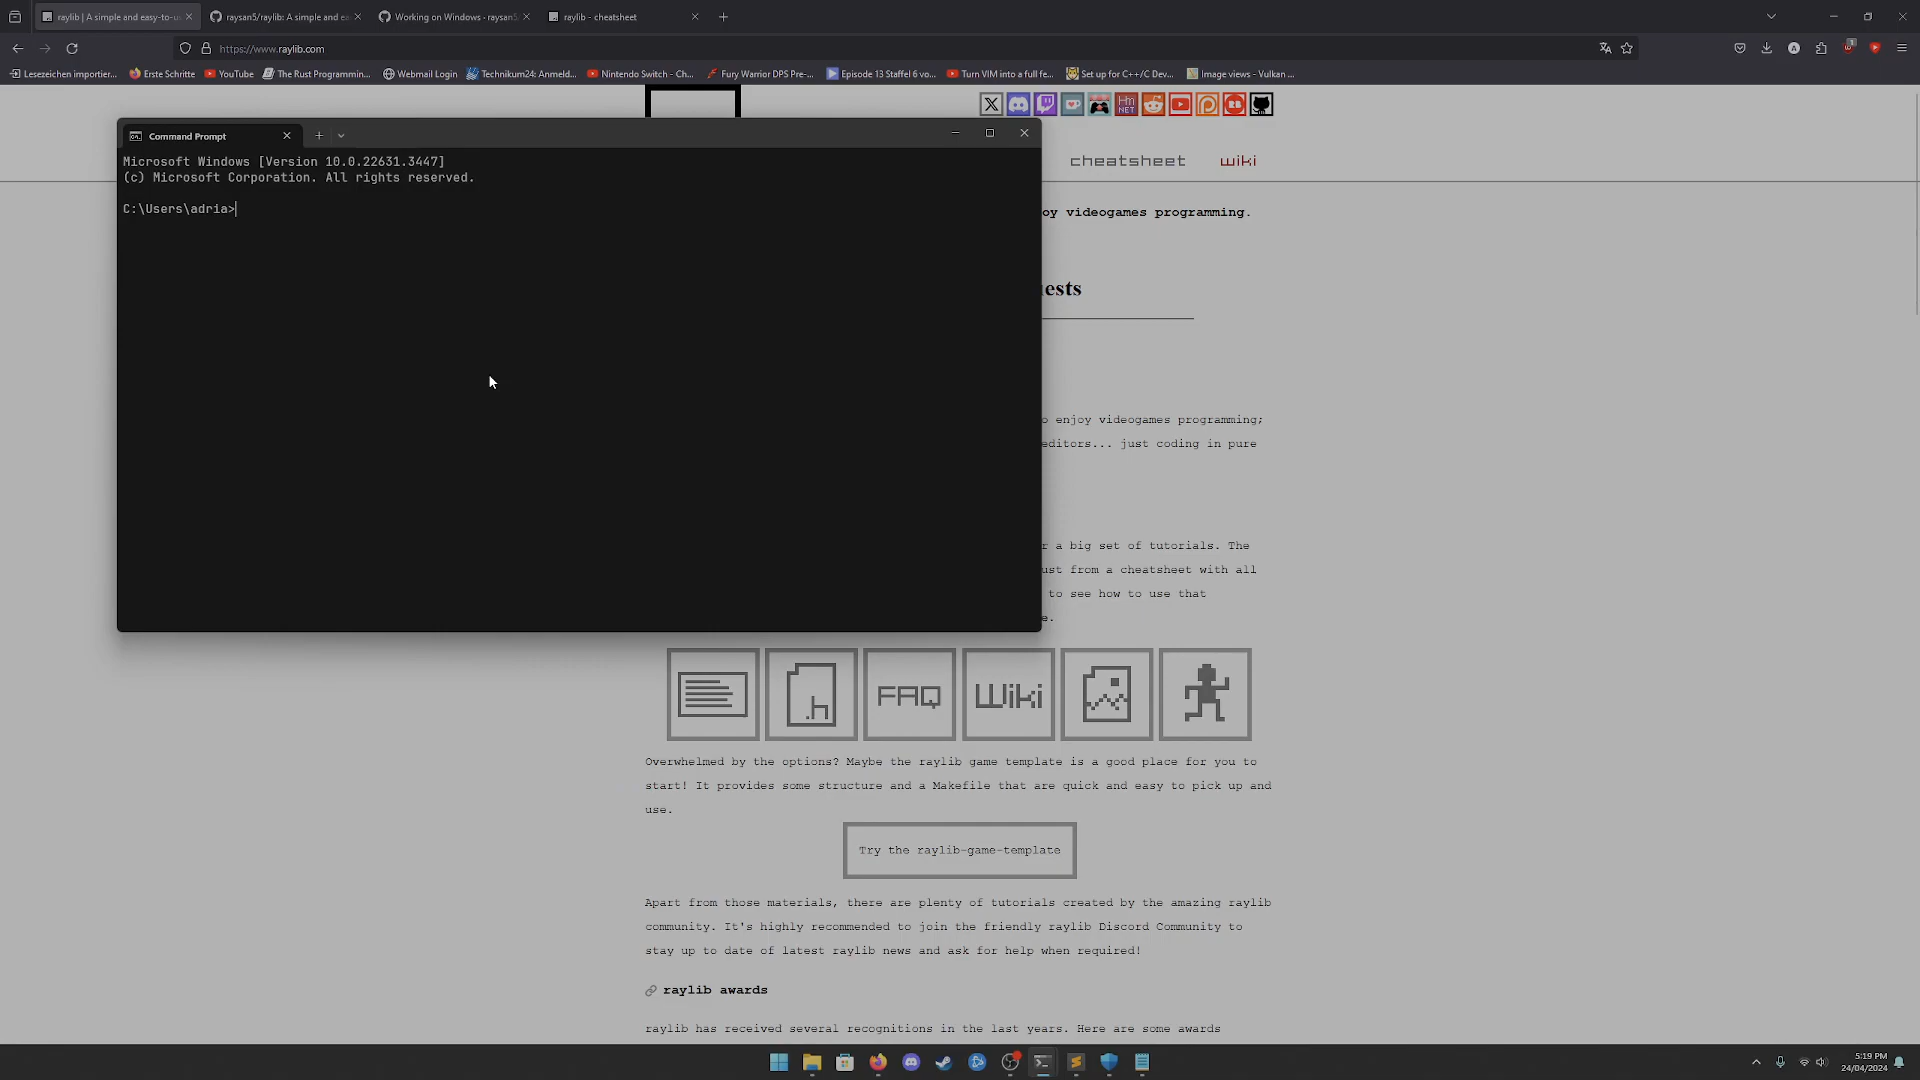 raylib | A simple and easy-to-u
raysan5/raylib: A simple and ea
Working on Windows · raysan5/
raylib - cheatsheet
https://www.raylib.com
Lesezeichen importier...
Erste Schritte
YouTube
The Rust Programmin...
Webmail Login
Technikum24: Anmeld...
Nintendo Switch - Ch...
Fury Warrior DPS Pre-...
Episode 13 Staffel 6 vo...
Turn VIM into a full fe...
Set up for C++/C Dev...
Image views - Vulkan ...
Command Prompt
Microsoft Windows [Version 10.0.22631.3447]
(c) Microsoft Corporation. All rights reserved.
C:\Users\adria>
cheatsheet
wiki
oy videogames programming.
uests
o enjoy videogames programming;
editors... just coding in pure
r a big set of tutorials. The
ust from a cheatsheet with all
to see how to use that
e.
.h
FAQ
Wiki
Overwhelmed by the options? Maybe the raylib game template is a good place for you to
start! It provides some structure and a Makefile that are quick and easy to pick up and
use.
Try the raylib-game-template
Apart from those materials, there are plenty of tutorials created by the amazing raylib
community. It's highly recommended to join the friendly raylib Discord Community to
stay up to date of latest raylib news and ask for help when required!
raylib awards
raylib has received several recognitions in the last years. Here are some awards
5:19 PM
24/04/2024